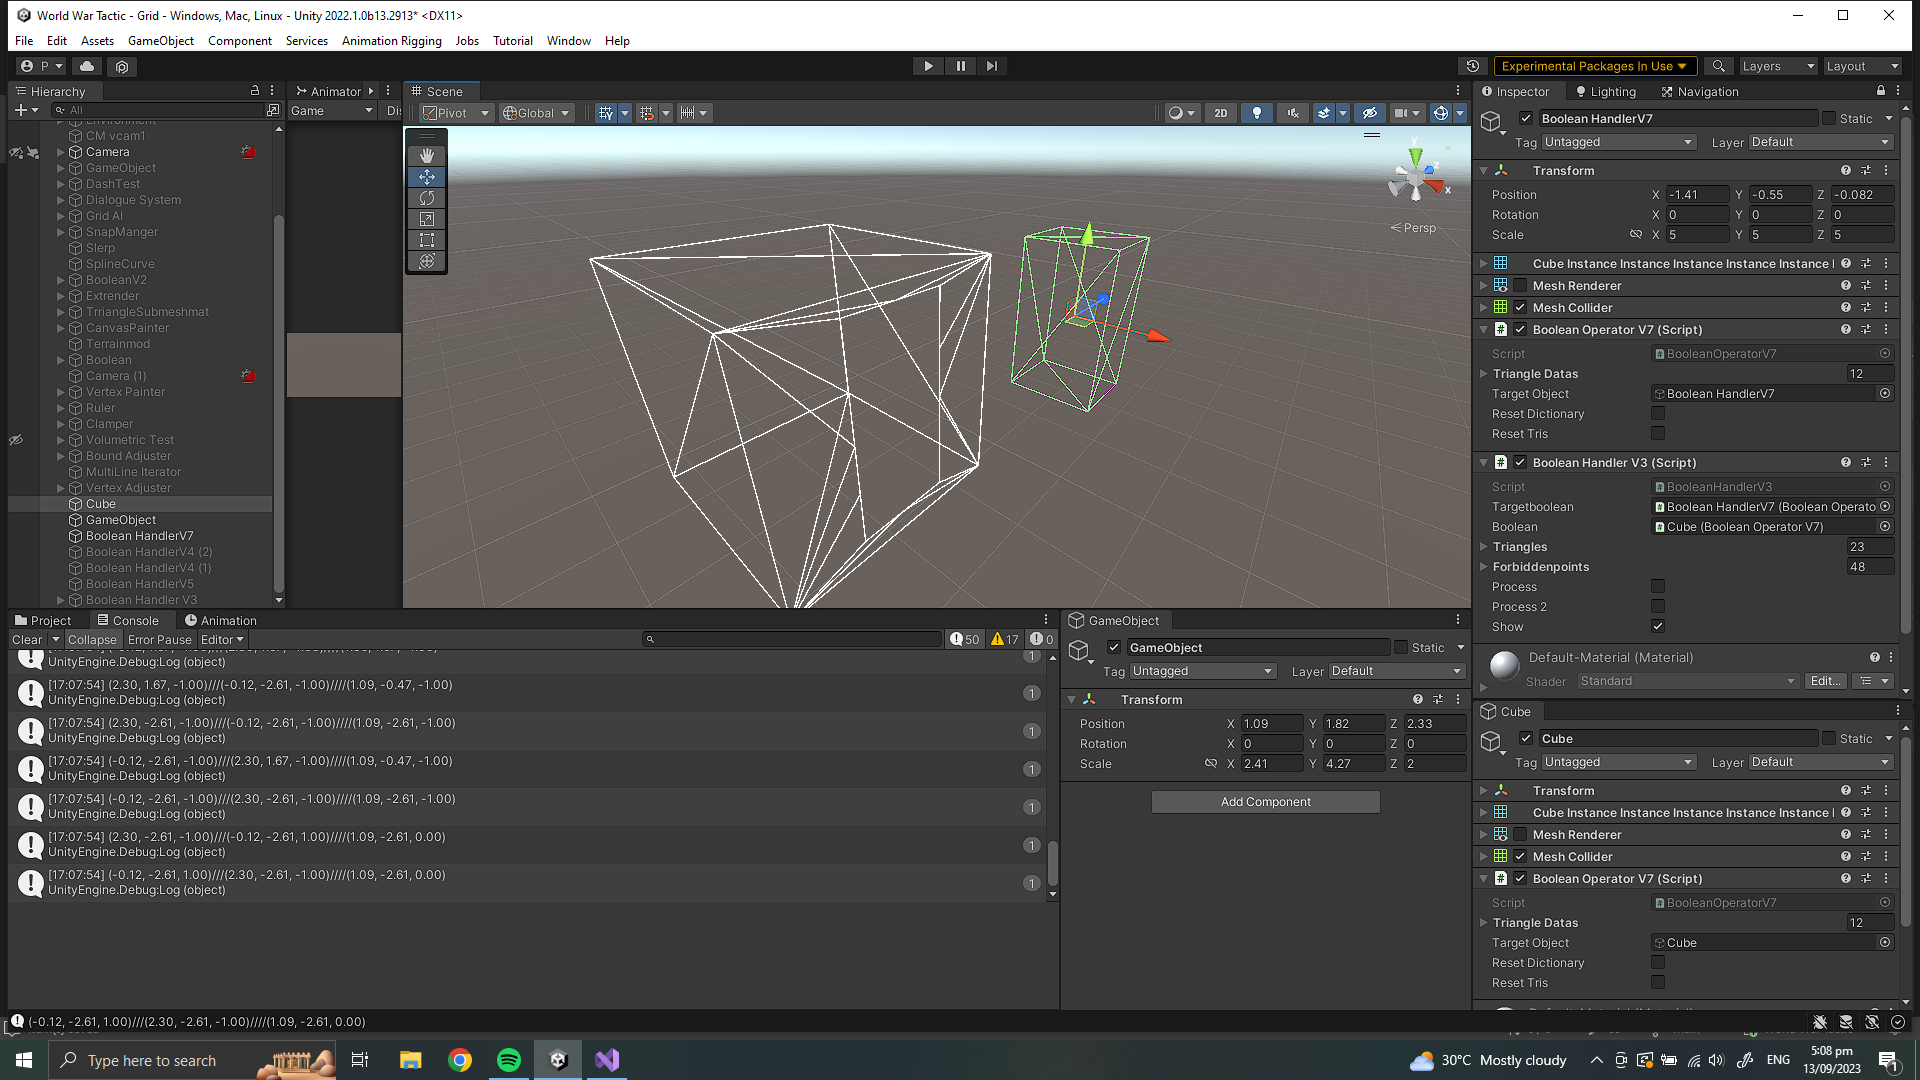 World War Tactic - Grid - Windows, Mac, Linux - Unity 2022.1.0b13.2913* <DX11>
File Edit Assets GameObject Component Services Animation Rigging Jobs Tutorial Window Help
P
Experimental Packages In Use
Layers
Layout
Hierarchy
All
Environment
CM vcam1
Camera
GameObject
DashTest
Dialogue System
Grid AI
SnapManger
Slerp
SplineCurve
BooleanV2
Extrender
TrriangleSubmeshmat
CanvasPainter
Terrainmod
Boolean
Camera (1)
Vertex Painter
Ruler
Clamper
Volumetric Test
Bound Adjuster
MultiLine Iterator
Vertex Adjuster
Cube
GameObject
Boolean HandlerV7
Boolean HandlerV4 (2)
Boolean HandlerV4 (1)
Boolean HandlerV5
Boolean Handler V3
Animator
Game
Dis
Scene
Pivot
Global
2D
y
x
z
Persp
Inspector Lighting Navigation
Boolean HandlerV7
Static
Tag Untagged
Layer Default
Transform
Position X -1.41 Y -0.55 Z -0.082
Rotation X 0 Y 0 Z 0
Scale X 5 Y 5 Z 5
Cube Instance Instance Instance Instance Instance I
Mesh Renderer
Mesh Collider
Boolean Operator V7 (Script)
Script BooleanOperatorV7
Triangle Datas 12
Target Object Boolean HandlerV7
Reset Dictionary
Reset Tris
Boolean Handler V3 (Script)
Script BooleanHandlerV3
Targetboolean Boolean HandlerV7 (Boolean Operato
Boolean Cube (Boolean Operator V7)
Triangles 23
Forbiddenpoints 48
Process
Process 2
Show
Default-Material (Material)
Shader Standard Edit...
Project Console Animation
Clear Collapse Error Pause Editor
50 17 0
UnityEngine.Debug:Log (object)
1
[17:07:54] (2.30, 1.67, -1.00)///(-0.12, -2.61, -1.00)////(1.09, -0.47, -1.00)
UnityEngine.Debug:Log (object)
1
[17:07:54] (2.30, -2.61, -1.00)///(-0.12, -2.61, -1.00)////(1.09, -2.61, -1.00)
UnityEngine.Debug:Log (object)
1
[17:07:54] (-0.12, -2.61, -1.00)///(2.30, 1.67, -1.00)////(1.09, -0.47, -1.00)
UnityEngine.Debug:Log (object)
1
[17:07:54] (-0.12, -2.61, -1.00)///(2.30, -2.61, -1.00)////(1.09, -2.61, -1.00)
UnityEngine.Debug:Log (object)
1
[17:07:54] (2.30, -2.61, -1.00)///(-0.12, -2.61, 1.00)////(1.09, -2.61, 0.00)
UnityEngine.Debug:Log (object)
1
[17:07:54] (-0.12, -2.61, 1.00)///(2.30, -2.61, -1.00)////(1.09, -2.61, 0.00)
UnityEngine.Debug:Log (object)
1
GameObject
GameObject
Static
Tag Untagged
Layer Default
Transform
Position X 1.09 Y 1.82 Z 2.33
Rotation X 0 Y 0 Z 0
Scale X 2.41 Y 4.27 Z 2
Add Component
Cube
Cube
Static
Tag Untagged
Layer Default
Transform
Cube Instance Instance Instance Instance Instance I
Mesh Renderer
Mesh Collider
Boolean Operator V7 (Script)
Script BooleanOperatorV7
Triangle Datas 12
Target Object Cube
Reset Dictionary
Reset Tris
(-0.12, -2.61, 1.00)///(2.30, -2.61, -1.00)////(1.09, -2.61, 0.00)
Type here to search
30°C Mostly cloudy
ENG
5:08 pm
13/09/2023
1